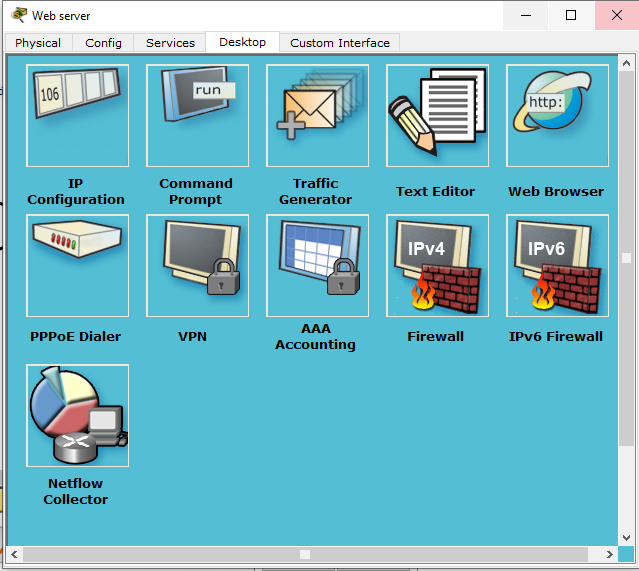 Web server
Physical Config Services Desktop Custom Interface
106
run
http:
IP
Configuration
Command
Prompt
Traffic
Generator
Text Editor
Web Browser
IPv4
IPv6
PPPoE Dialer
VPN
AAA
Accounting
Firewall
IPv6 Firewall
Netflow
Collector